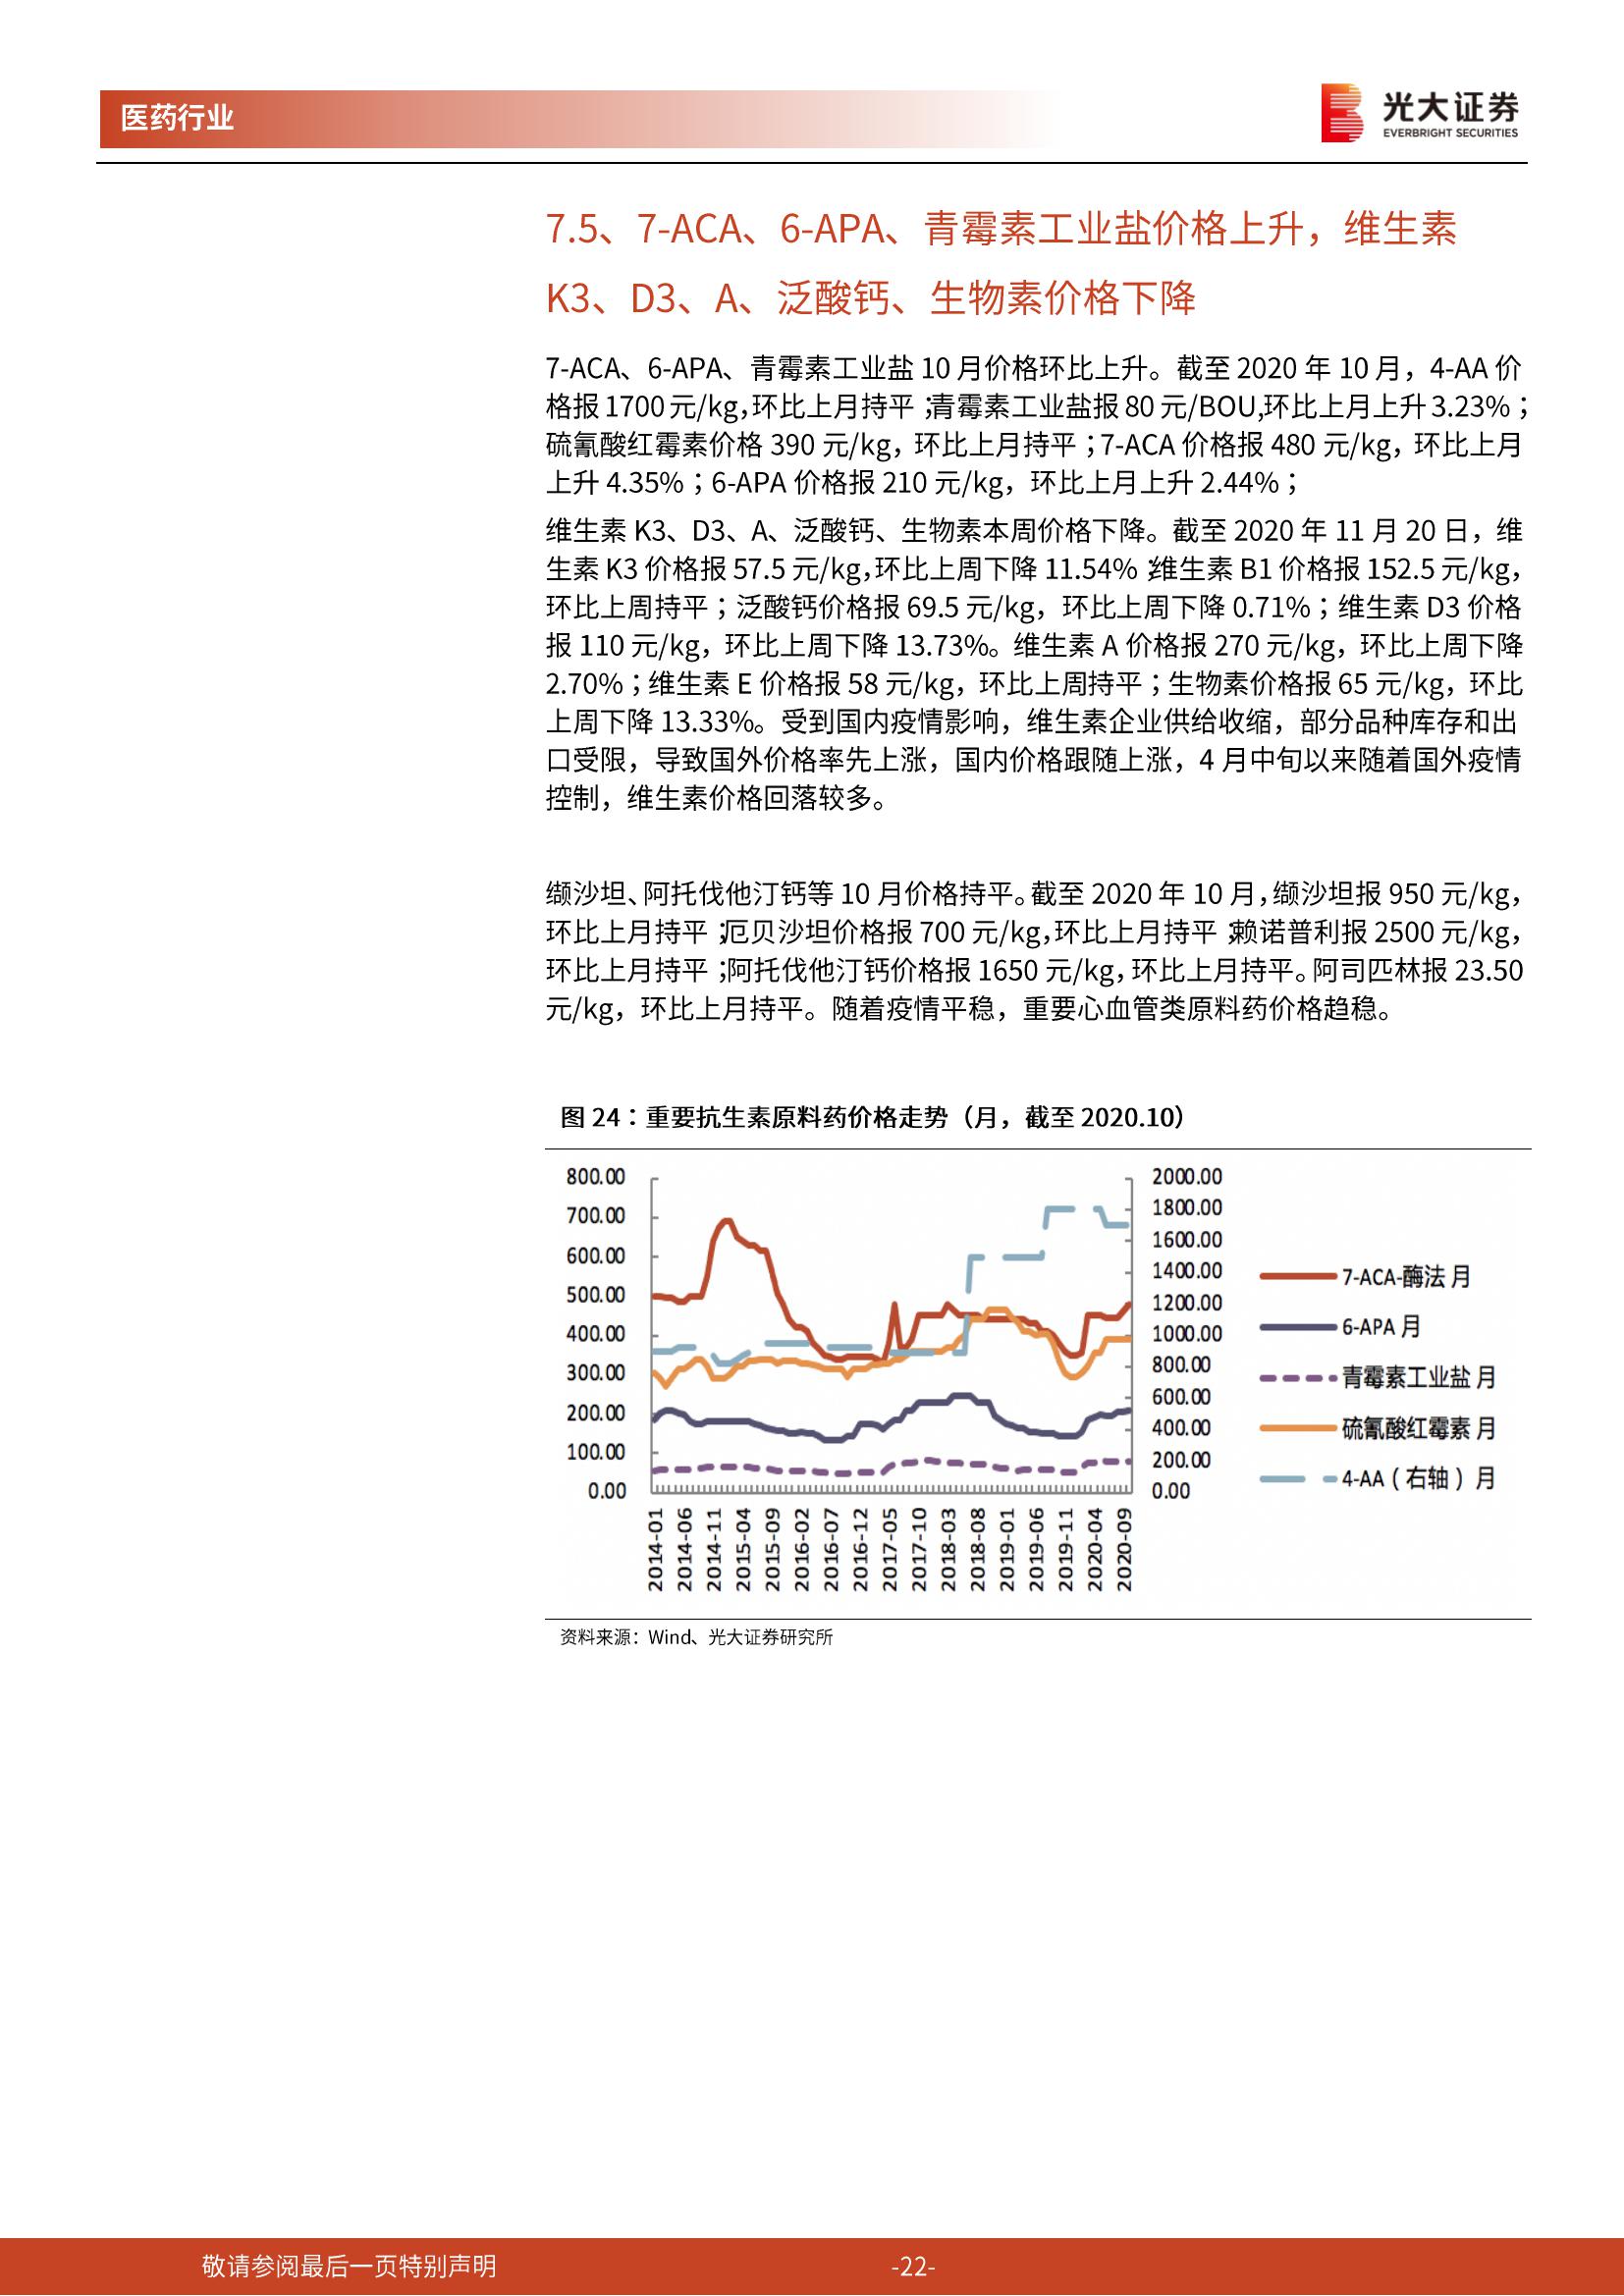 医药行业
光大证券
EVERBRIGHT SECURITIES
7.5、7-ACA、6-APA、青霉素工业盐价格上升，维生素
K3、D3、A、泛酸钙、生物素价格下降
7-ACA、6-APA、青霉素工业盐 10 月价格环比上升。截至 2020 年 10 月，4-AA 价
格报 1700 元/kg，环比上月持平；青霉素工业盐报 80 元/BOU,环比上月上升 3.23%；
硫氰酸红霉素价格 390 元/kg，环比上月持平；7-ACA 价格报 480 元/kg，环比上月
上升 4.35%；6-APA 价格报 210 元/kg，环比上月上升 2.44%；
维生素 K3、D3、A、泛酸钙、生物素本周价格下降。截至 2020 年 11 月 20 日，维
生素 K3 价格报 57.5 元/kg，环比上周下降 11.54%；维生素 B1 价格报 152.5 元/kg，
环比上周持平；泛酸钙价格报 69.5 元/kg，环比上周下降 0.71%；维生素 D3 价格
报 110 元/kg，环比上周下降 13.73%。维生素 A 价格报 270 元/kg，环比上周下降
2.70%；维生素 E 价格报 58 元/kg，环比上周持平；生物素价格报 65 元/kg，环比
上周下降 13.33%。受到国内疫情影响，维生素企业供给收缩，部分品种库存和出
口受限，导致国外价格率先上涨，国内价格跟随上涨，4 月中旬以来随着国外疫情
控制，维生素价格回落较多。
缬沙坦、阿托伐他汀钙等 10 月价格持平。截至 2020 年 10 月，缬沙坦报 950 元/kg，
环比上月持平；厄贝沙坦价格报 700 元/kg，环比上月持平；赖诺普利报 2500 元/kg，
环比上月持平；阿托伐他汀钙价格报 1650 元/kg，环比上月持平。阿司匹林报 23.50
元/kg，环比上月持平。随着疫情平稳，重要心血管类原料药价格趋稳。
图 24：重要抗生素原料药价格走势（月，截至 2020.10）
800.00
700.00
600.00
500.00
400.00
300.00
200.00
100.00
0.00
2000.00
1800.00
1600.00
1400.00
1200.00
1000.00
800.00
600.00
400.00
200.00
0.00
2014-01
2014-06
2014-11
2015-04
2015-09
2016-02
2016-07
2016-12
2017-05
2017-10
2018-03
2018-08
2019-01
2019-06
2019-11
2020-04
2020-09
7-ACA-酶法 月
6-APA 月
青霉素工业盐 月
硫氰酸红霉素 月
4-AA（右轴）月
资料来源：Wind、光大证券研究所
敬请参阅最后一页特别声明
-22-